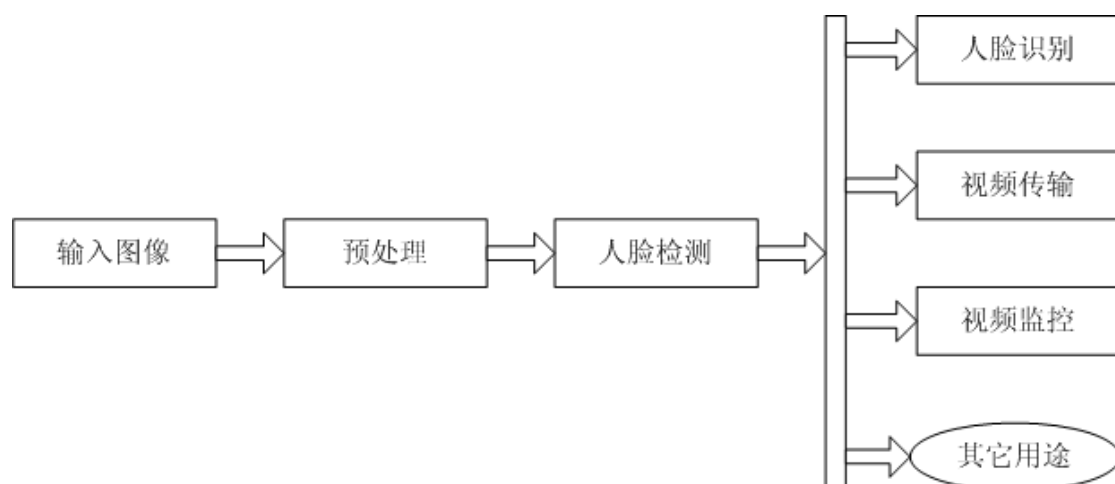 人脸识别
视频传输
输入图像
预处理
人脸检测
视频监控
其它用途